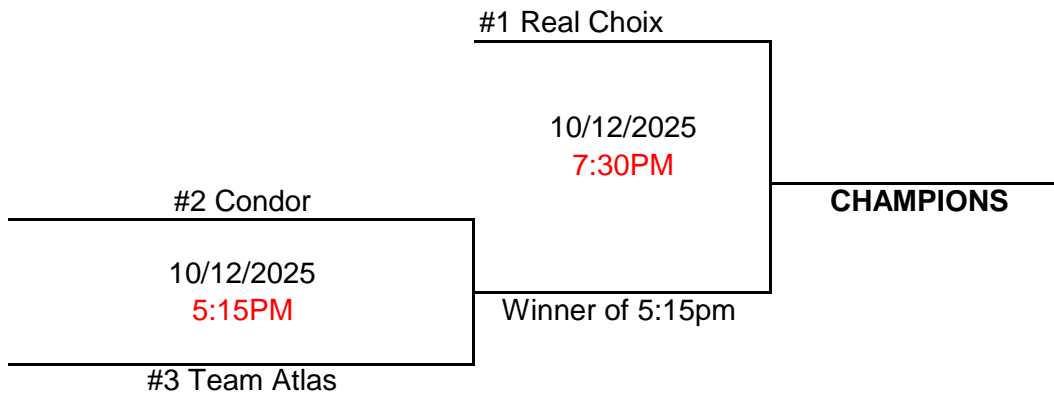 #1 Real Choix
10/12/2025
7:30PM
CHAMPIONS
#2 Condor
10/12/2025
5:15PM
Winner of 5:15pm
#3 Team Atlas